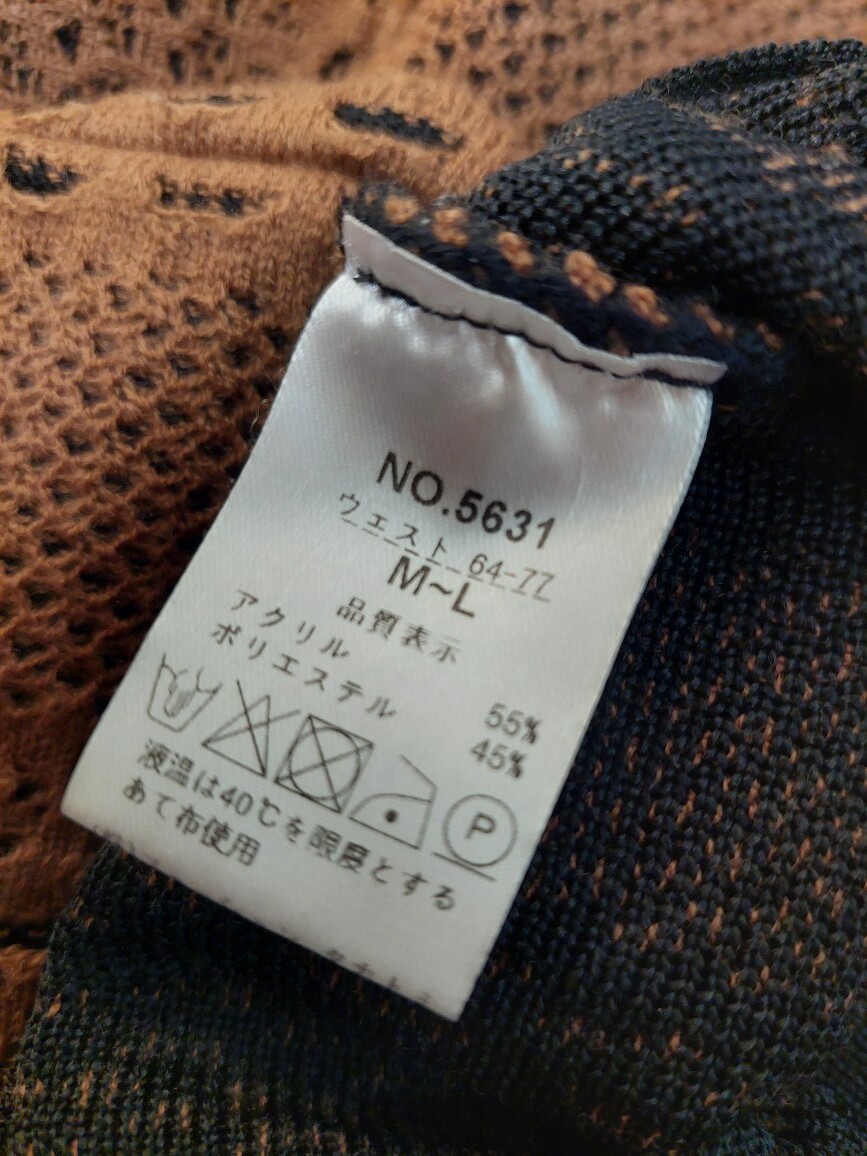 NO.5631
ウェスト 64-77
M~L
品質表示
アクリル 55%
ポリエステル 45%
P
液温は40℃を限度とする
あて布使用